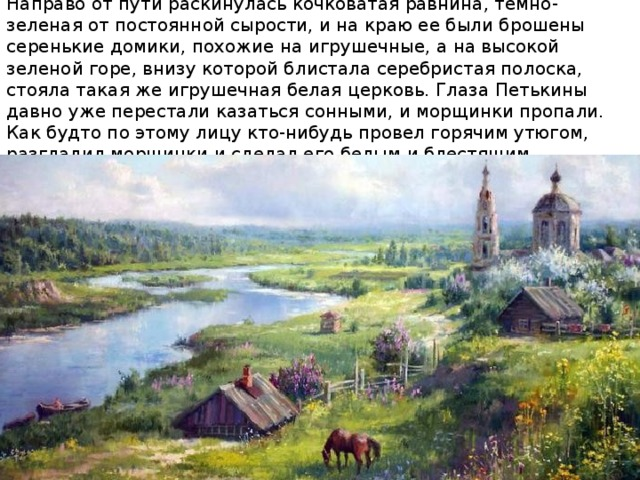 Направо от пути раскинулась кочковатая равнина, темно-
зеленая от постоянной сырости, и на краю ее были брошены
серенькие домики, похожие на игрушечные, а на высокой
зеленой горе, внизу которой блистала серебристая полоска,
стояла такая же игрушечная белая церковь. Глаза Петькины
давно уже перестали казаться сонными, и морщинки пропали.
Как будто по этому лицу кто-нибудь провел горячим утюгом,
разгладил морщинки и сделал его белым и блестящим.